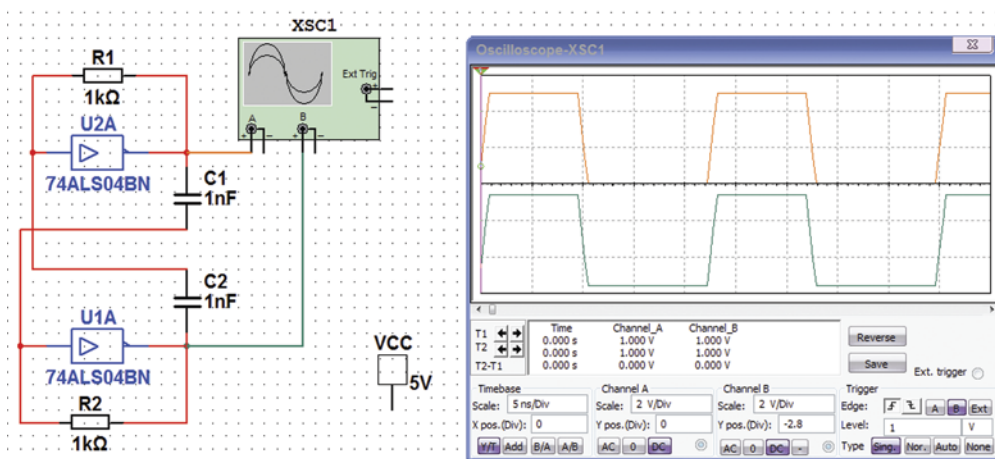 XSC1
R1
1kΩ
U2A
74ALS04BN
C1
1nF
C2
1nF
U1A
74ALS04BN
R2
1kΩ
VCC
5V
Ext Trig
+
−
A
B
+ − + −
Oscilloscope-XSC1
Time Channel_A Channel_B
T1 0.000 s 1.000 V 1.000 V
T2 0.000 s 1.000 V 1.000 V
T2-T1 0.000 s 0.000 V 0.000 V
Reverse
Save
Ext. trigger
Timebase
Scale: 5 ns/Div
X pos.(Div): 0
Y/T Add B/A A/B
Channel A
Scale: 2 V/Div
Y pos.(Div): 0
AC 0 DC
Channel B
Scale: 2 V/Div
Y pos.(Div): -2.8
AC 0 DC -
Trigger
Edge: A B Ext
Level: 1 V
Type Sing. Nor. Auto None